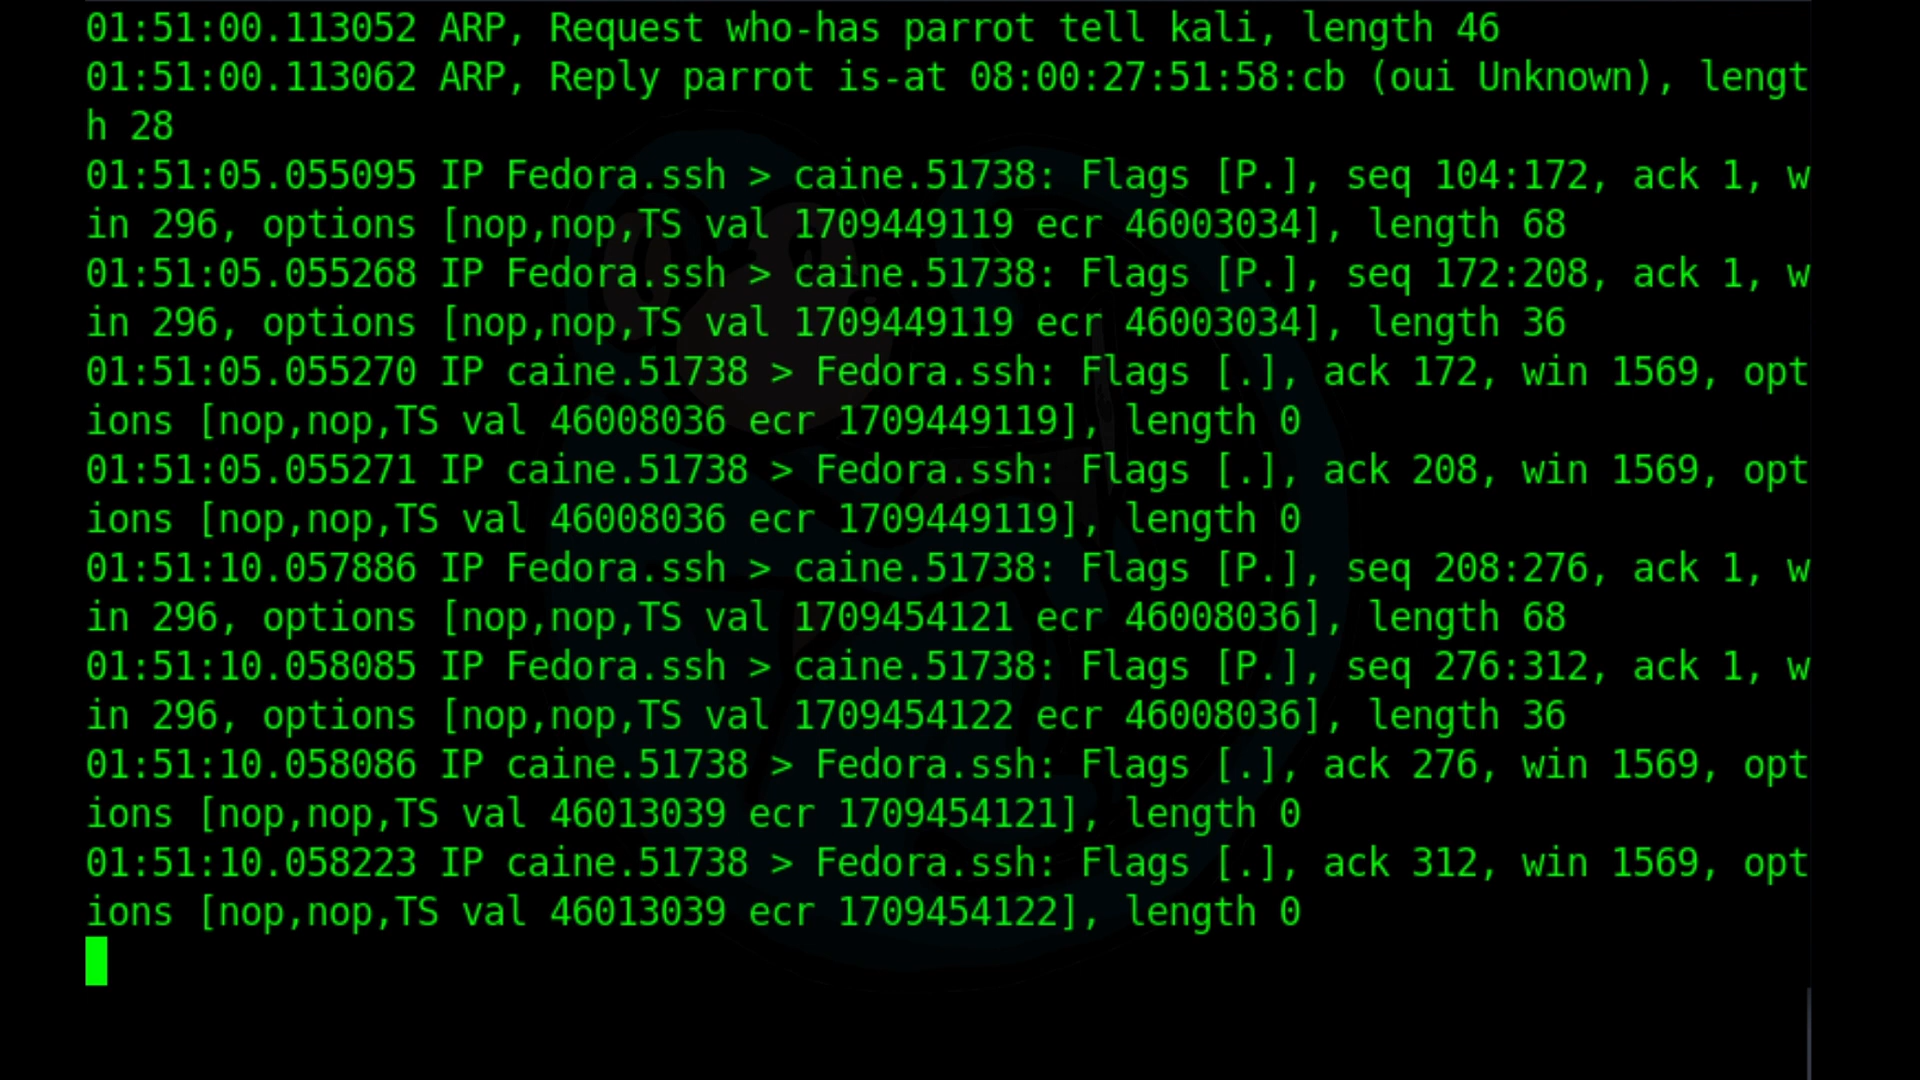 01:51:00.113052 ARP, Request who-has parrot tell kali, length 46
01:51:00.113062 ARP, Reply parrot is-at 08:00:27:51:58:cb (oui Unknown), lengt
h 28
01:51:05.055095 IP Fedora.ssh > caine.51738: Flags [P.], seq 104:172, ack 1, w
in 296, options [nop,nop,TS val 1709449119 ecr 46003034], length 68
01:51:05.055268 IP Fedora.ssh > caine.51738: Flags [P.], seq 172:208, ack 1, w
in 296, options [nop,nop,TS val 1709449119 ecr 46003034], length 36
01:51:05.055270 IP caine.51738 > Fedora.ssh: Flags [.], ack 172, win 1569, opt
ions [nop,nop,TS val 46008036 ecr 1709449119], length 0
01:51:05.055271 IP caine.51738 > Fedora.ssh: Flags [.], ack 208, win 1569, opt
ions [nop,nop,TS val 46008036 ecr 1709449119], length 0
01:51:10.057886 IP Fedora.ssh > caine.51738: Flags [P.], seq 208:276, ack 1, w
in 296, options [nop,nop,TS val 1709454121 ecr 46008036], length 68
01:51:10.058085 IP Fedora.ssh > caine.51738: Flags [P.], seq 276:312, ack 1, w
in 296, options [nop,nop,TS val 1709454122 ecr 46008036], length 36
01:51:10.058086 IP caine.51738 > Fedora.ssh: Flags [.], ack 276, win 1569, opt
ions [nop,nop,TS val 46013039 ecr 1709454121], length 0
01:51:10.058223 IP caine.51738 > Fedora.ssh: Flags [.], ack 312, win 1569, opt
ions [nop,nop,TS val 46013039 ecr 1709454122], length 0